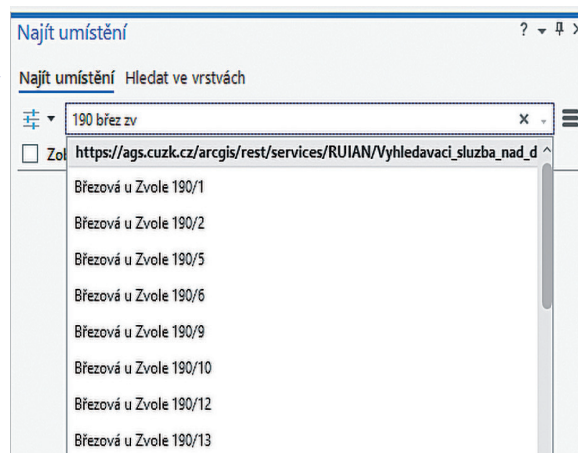 Najít umístění
Najít umístění Hledat ve vrstvách
190 břez zv
Zob
https://ags.cuzk.cz/arcgis/rest/services/RUIAN/Vyhledavaci_sluzba_nad_d
Březová u Zvole 190/1
Březová u Zvole 190/2
Březová u Zvole 190/5
Březová u Zvole 190/6
Březová u Zvole 190/9
Březová u Zvole 190/10
Březová u Zvole 190/12
Březová u Zvole 190/13